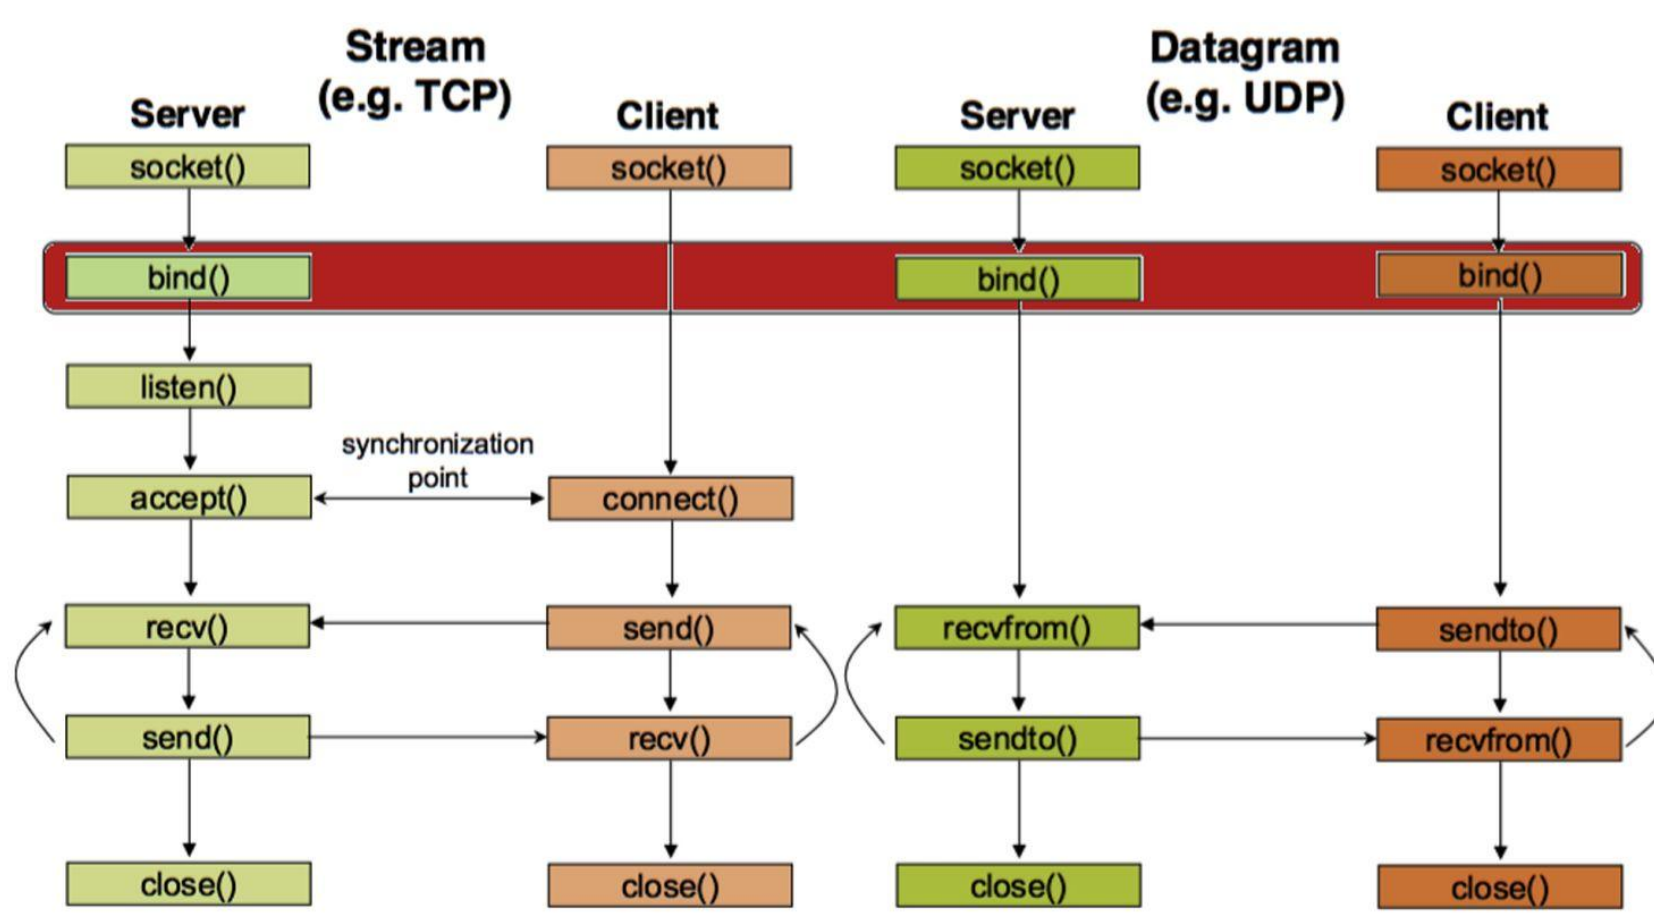 Stream
(e.g. TCP)
Server
Client
socket()
socket()
bind()
listen()
synchronization
point
accept()
connect()
recv()
send()
send()
recv()
close()
close()
Datagram
(e.g. UDP)
Server
Client
socket()
socket()
bind()
bind()
recvfrom()
sendto()
sendto()
recvfrom()
close()
close()